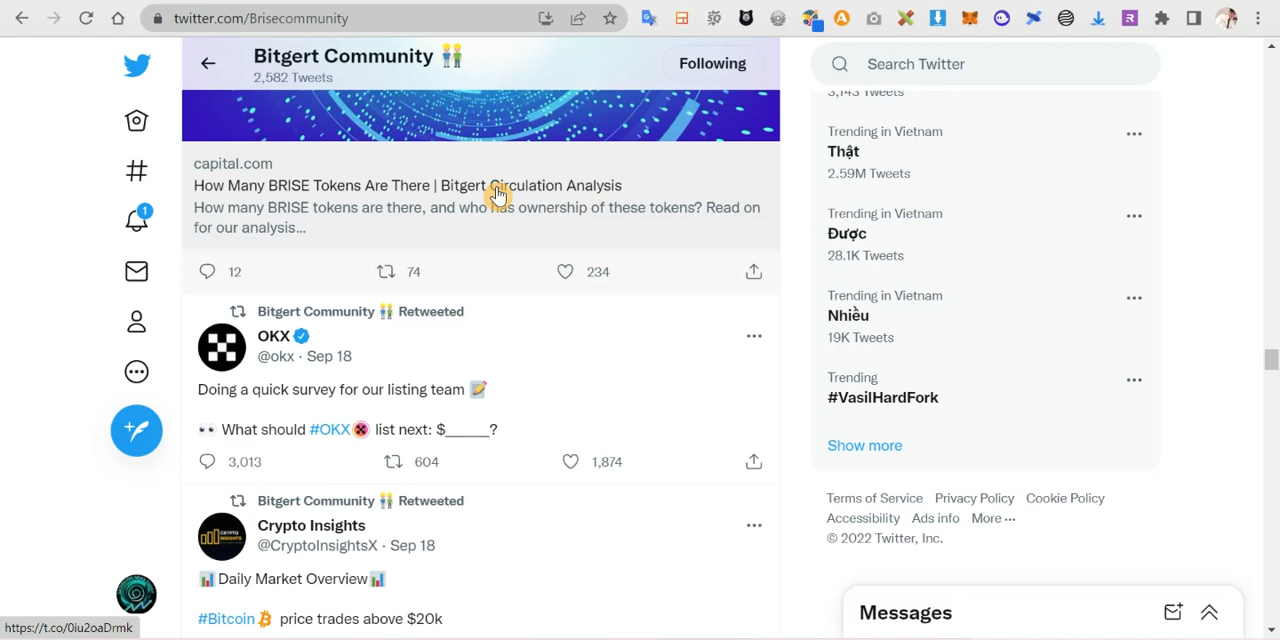 twitter.com/Brisecommunity
Bitgert Community
2,582 Tweets
Following
capital.com
How Many BRISE Tokens Are There | Bitgert Circulation Analysis
How many BRISE tokens are there, and who has ownership of these tokens? Read on
for our analysis...
12 74 234
Bitgert Community Retweeted
OKX
@okx · Sep 18
Doing a quick survey for our listing team
What should #OKX list next: $______?
3,013 604 1,874
Bitgert Community Retweeted
Crypto Insights
@CryptoInsightsX · Sep 18
Daily Market Overview
#Bitcoin price trades above $20k
1
https://t.co/0iu2oaDrmk
Search Twitter
3,143 Tweets
Trending in Vietnam
Thật
2.59M Tweets
Trending in Vietnam
Được
28.1K Tweets
Trending in Vietnam
Nhiều
19K Tweets
Trending
#VasilHardFork
Show more
Terms of Service Privacy Policy Cookie Policy
Accessibility Ads info More ···
© 2022 Twitter, Inc.
Messages